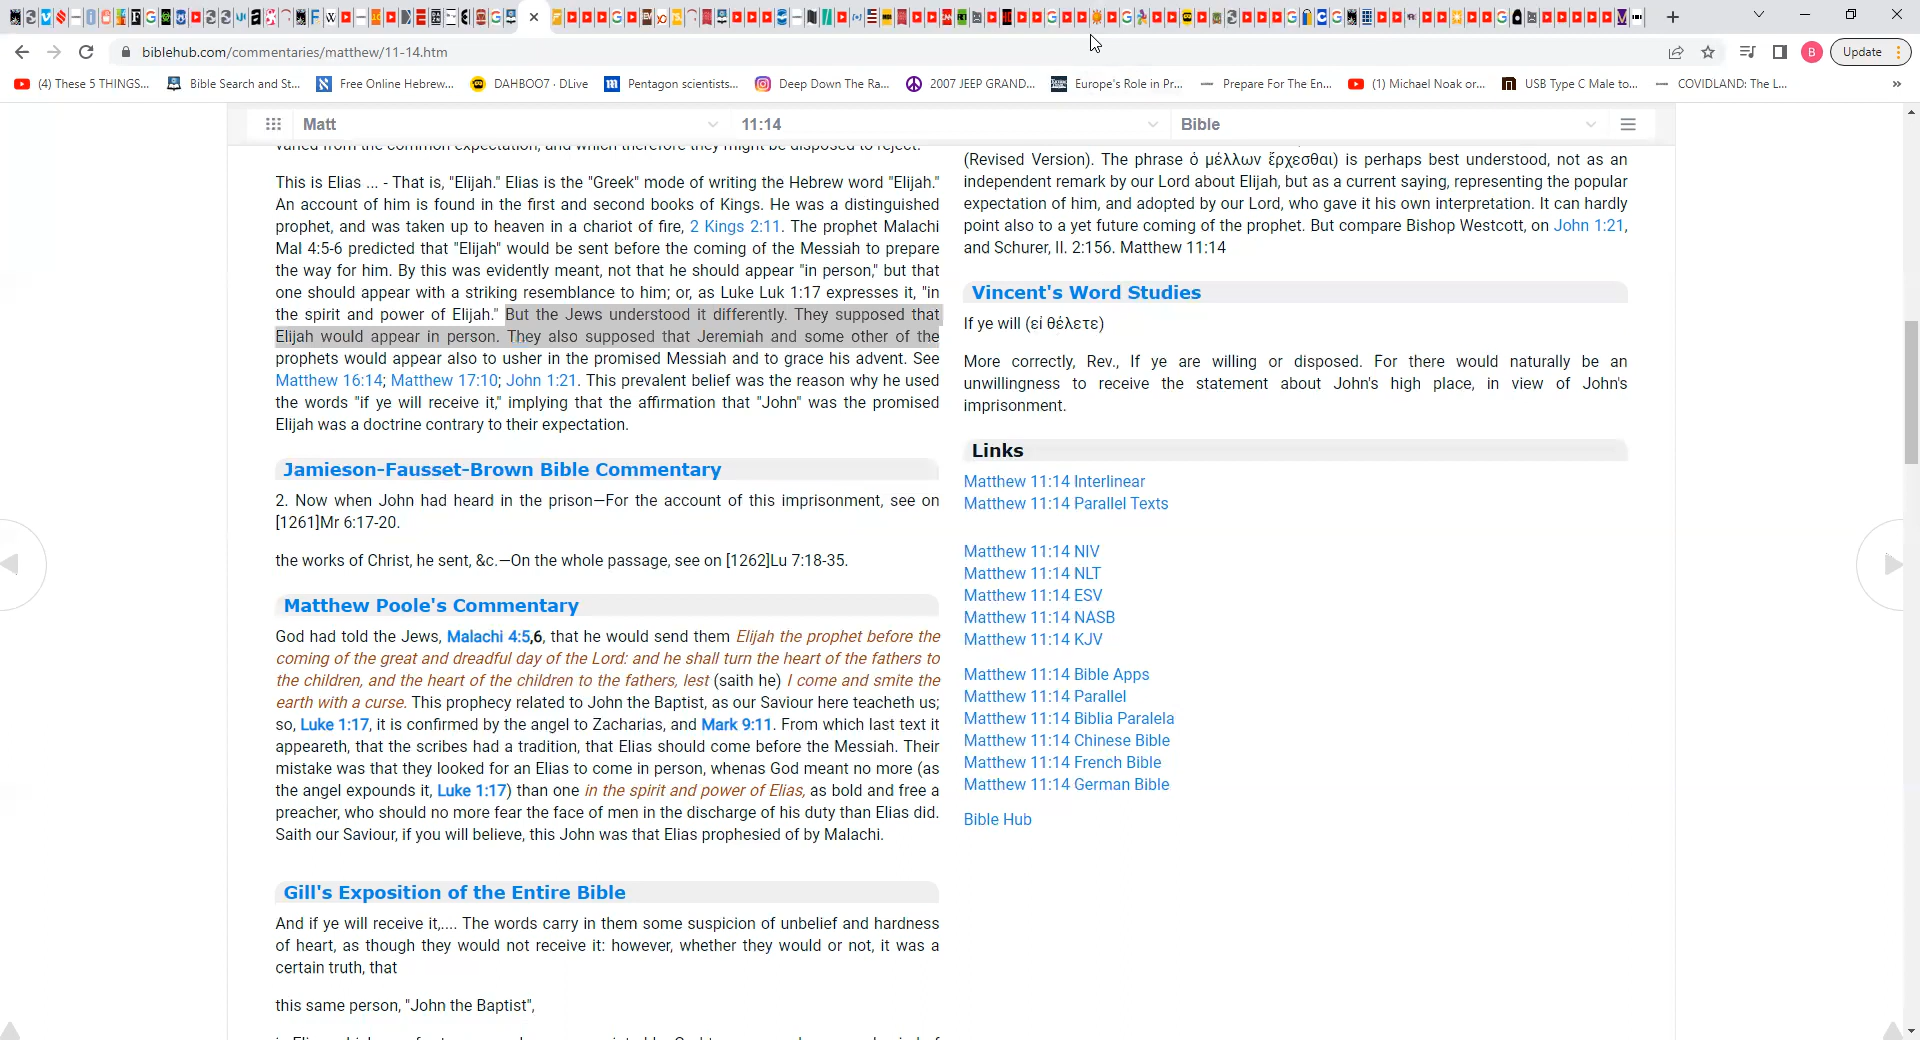 biblehub.com/commentaries/matthew/11-14.htm
B
Update
(4) These 5 THINGS...
Bible Search and St...
Free Online Hebrew...
DAHBOO7 · DLive
Pentagon scientists...
Deep Down The Ra...
2007 JEEP GRAND...
Europe's Role in Pr...
Prepare For The En...
(1) Michael Noak or...
USB Type C Male to...
COVIDLAND: The L...
»
Matt
11:14
Bible
varied from the common expectation, and which therefore they might be disposed to reject.
This is Elias ... - That is, "Elijah." Elias is the "Greek" mode of writing the Hebrew word "Elijah."
An account of him is found in the first and second books of Kings. He was a distinguished
prophet, and was taken up to heaven in a chariot of fire, 2 Kings 2:11. The prophet Malachi
Mal 4:5-6 predicted that "Elijah" would be sent before the coming of the Messiah to prepare
the way for him. By this was evidently meant, not that he should appear "in person," but that
one should appear with a striking resemblance to him; or, as Luke Luk 1:17 expresses it, "in
the spirit and power of Elijah." But the Jews understood it differently. They supposed that
Elijah would appear in person. They also supposed that Jeremiah and some other of the
prophets would appear also to usher in the promised Messiah and to grace his advent. See
Matthew 16:14; Matthew 17:10; John 1:21. This prevalent belief was the reason why he used
the words "if ye will receive it," implying that the affirmation that "John" was the promised
Elijah was a doctrine contrary to their expectation.
Jamieson-Fausset-Brown Bible Commentary
2. Now when John had heard in the prison—For the account of this imprisonment, see on
[1261]Mr 6:17-20.
the works of Christ, he sent, &c.—On the whole passage, see on [1262]Lu 7:18-35.
Matthew Poole's Commentary
God had told the Jews, Malachi 4:5,6, that he would send them Elijah the prophet before the
coming of the great and dreadful day of the Lord: and he shall turn the heart of the fathers to
the children, and the heart of the children to the fathers, lest (saith he) I come and smite the
earth with a curse. This prophecy related to John the Baptist, as our Saviour here teacheth us;
so, Luke 1:17, it is confirmed by the angel to Zacharias, and Mark 9:11. From which last text it
appeareth, that the scribes had a tradition, that Elias should come before the Messiah. Their
mistake was that they looked for an Elias to come in person, whenas God meant no more (as
the angel expounds it, Luke 1:17) than one in the spirit and power of Elias, as bold and free a
preacher, who should no more fear the face of men in the discharge of his duty than Elias did.
Saith our Saviour, if you will believe, this John was that Elias prophesied of by Malachi.
Gill's Exposition of the Entire Bible
And if ye will receive it,.... The words carry in them some suspicion of unbelief and hardness
of heart, as though they would not receive it: however, whether they would or not, it was a
certain truth, that
this same person, "John the Baptist",
(Revised Version). The phrase ὁ μέλλων ἔρχεσθαι) is perhaps best understood, not as an
independent remark by our Lord about Elijah, but as a current saying, representing the popular
expectation of him, and adopted by our Lord, who gave it his own interpretation. It can hardly
point also to a yet future coming of the prophet. But compare Bishop Westcott, on John 1:21,
and Schurer, II. 2:156. Matthew 11:14
Vincent's Word Studies
If ye will (εἰ θέλετε)
More correctly, Rev., If ye are willing or disposed. For there would naturally be an
unwillingness to receive the statement about John's high place, in view of John's
imprisonment.
Links
Matthew 11:14 Interlinear
Matthew 11:14 Parallel Texts
Matthew 11:14 NIV
Matthew 11:14 NLT
Matthew 11:14 ESV
Matthew 11:14 NASB
Matthew 11:14 KJV
Matthew 11:14 Bible Apps
Matthew 11:14 Parallel
Matthew 11:14 Biblia Paralela
Matthew 11:14 Chinese Bible
Matthew 11:14 French Bible
Matthew 11:14 German Bible
Bible Hub